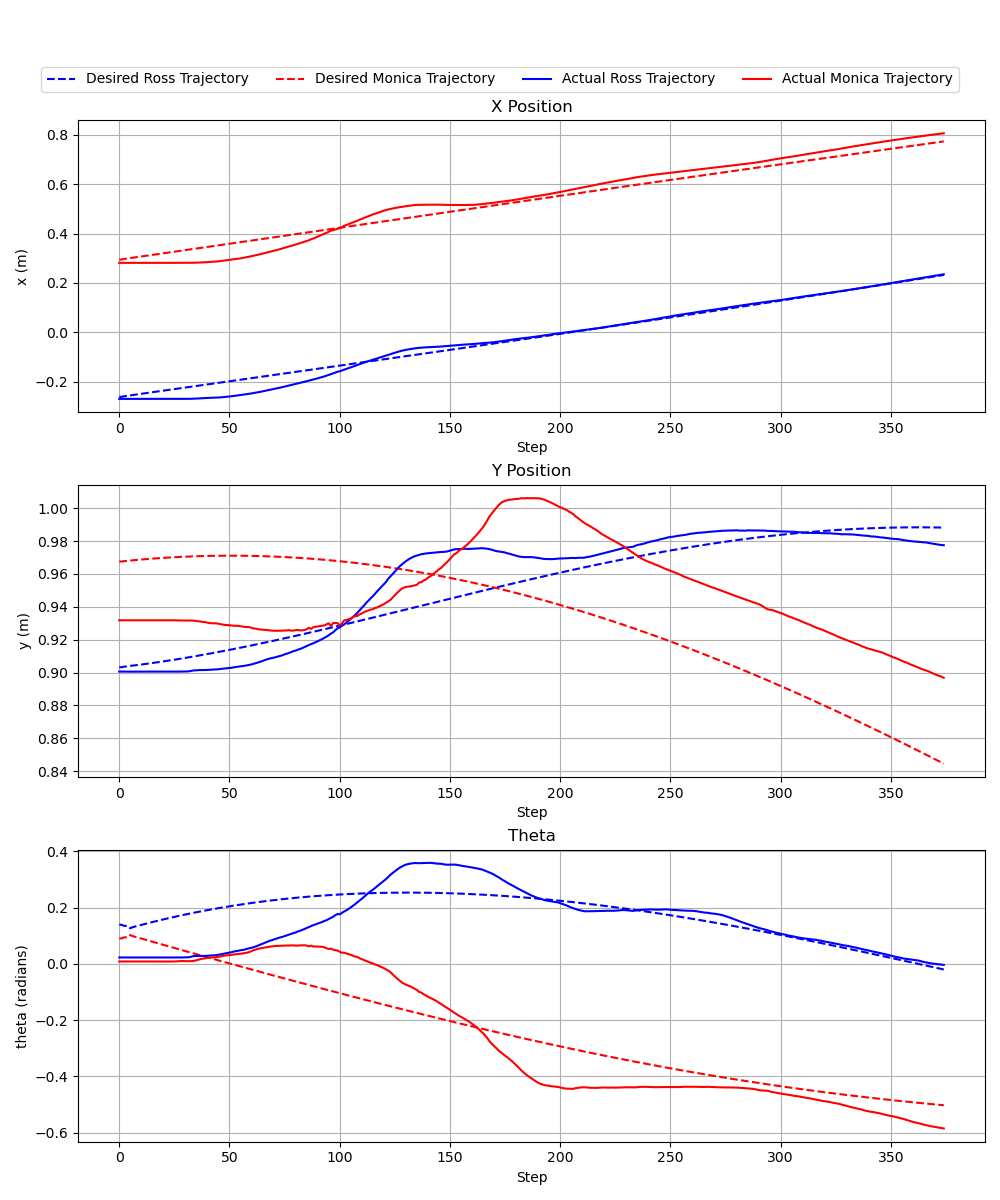 Desired Ross Trajectory Desired Monica Trajectory Actual Ross Trajectory Actual Monica Trajectory
X Position
0.8
0.6
0.4
0.2
0.0
−0.2
x (m)
0 50 100 150 200 250 300 350
Step
Y Position
1.00
0.98
0.96
0.94
0.92
0.90
0.88
0.86
0.84
y (m)
0 50 100 150 200 250 300 350
Step
Theta
0.4
0.2
0.0
−0.2
−0.4
−0.6
theta (radians)
0 50 100 150 200 250 300 350
Step